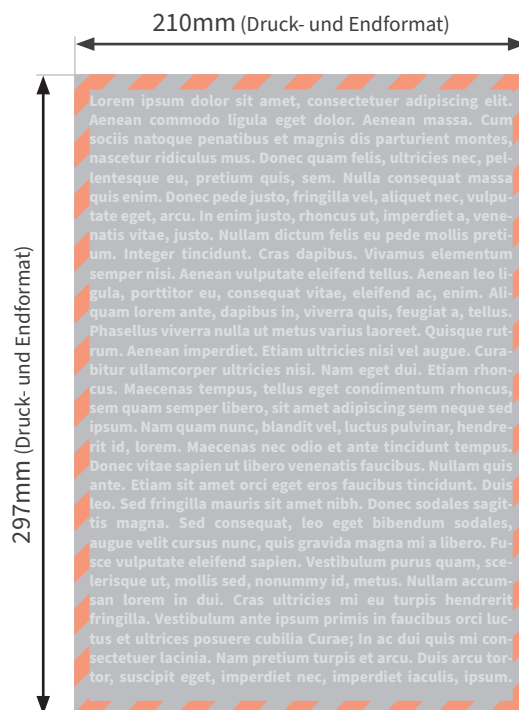 210mm (Druck- und Endformat)
297mm (Druck- und Endformat)
Lorem ipsum dolor sit amet, consectetuer adipiscing elit.
Aenean commodo ligula eget dolor. Aenean massa. Cum
sociis natoque penatibus et magnis dis parturient montes,
nascetur ridiculus mus. Donec quam felis, ultricies nec, pel-
lentesque eu, pretium quis, sem. Nulla consequat massa
quis enim. Donec pede justo, fringilla vel, aliquet nec, vulpu-
tate eget, arcu. In enim justo, rhoncus ut, imperdiet a, vene-
natis vitae, justo. Nullam dictum felis eu pede mollis preti-
um. Integer tincidunt. Cras dapibus. Vivamus elementum
semper nisi. Aenean vulputate eleifend tellus. Aenean leo li-
gula, porttitor eu, consequat vitae, eleifend ac, enim. Ali-
quam lorem ante, dapibus in, viverra quis, feugiat a, tellus.
Phasellus viverra nulla ut metus varius laoreet. Quisque rut-
rum. Aenean imperdiet. Etiam ultricies nisi vel augue. Cura-
bitur ullamcorper ultricies nisi. Nam eget dui. Etiam rhon-
cus. Maecenas tempus, tellus eget condimentum rhoncus,
sem quam semper libero, sit amet adipiscing sem neque sed
ipsum. Nam quam nunc, blandit vel, luctus pulvinar, hendre-
rit id, lorem. Maecenas nec odio et ante tincidunt tempus.
Donec vitae sapien ut libero venenatis faucibus. Nullam quis
ante. Etiam sit amet orci eget eros faucibus tincidunt. Duis
leo. Sed fringilla mauris sit amet nibh. Donec sodales sagit-
tis magna. Sed consequat, leo eget bibendum sodales,
augue velit cursus nunc, quis gravida magna mi a libero. Fu-
sce vulputate eleifend sapien. Vestibulum purus quam, sce-
lerisque ut, mollis sed, nonummy id, metus. Nullam accum-
san lorem in dui. Cras ultricies mi eu turpis hendrerit
fringilla. Vestibulum ante ipsum primis in faucibus orci luc-
tus et ultrices posuere cubilia Curae; In ac dui quis mi con-
sectetuer lacinia. Nam pretium turpis et arcu. Duis arcu tor-
tor, suscipit eget, imperdiet nec, imperdiet iaculis, ipsum.